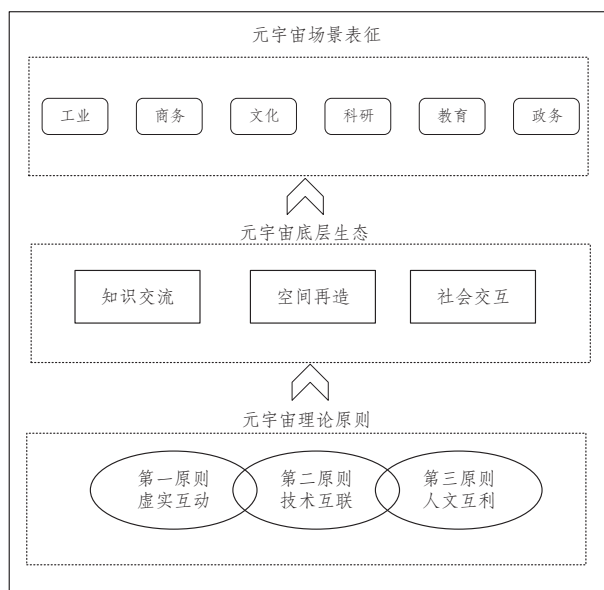 元宇宙场景表征
工业 商务 文化 科研 教育 政务
元宇宙底层生态
知识交流 空间再造 社会交互
元宇宙理论原则
第一原则 第二原则 第三原则
虚实互动 技术互联 人文互利